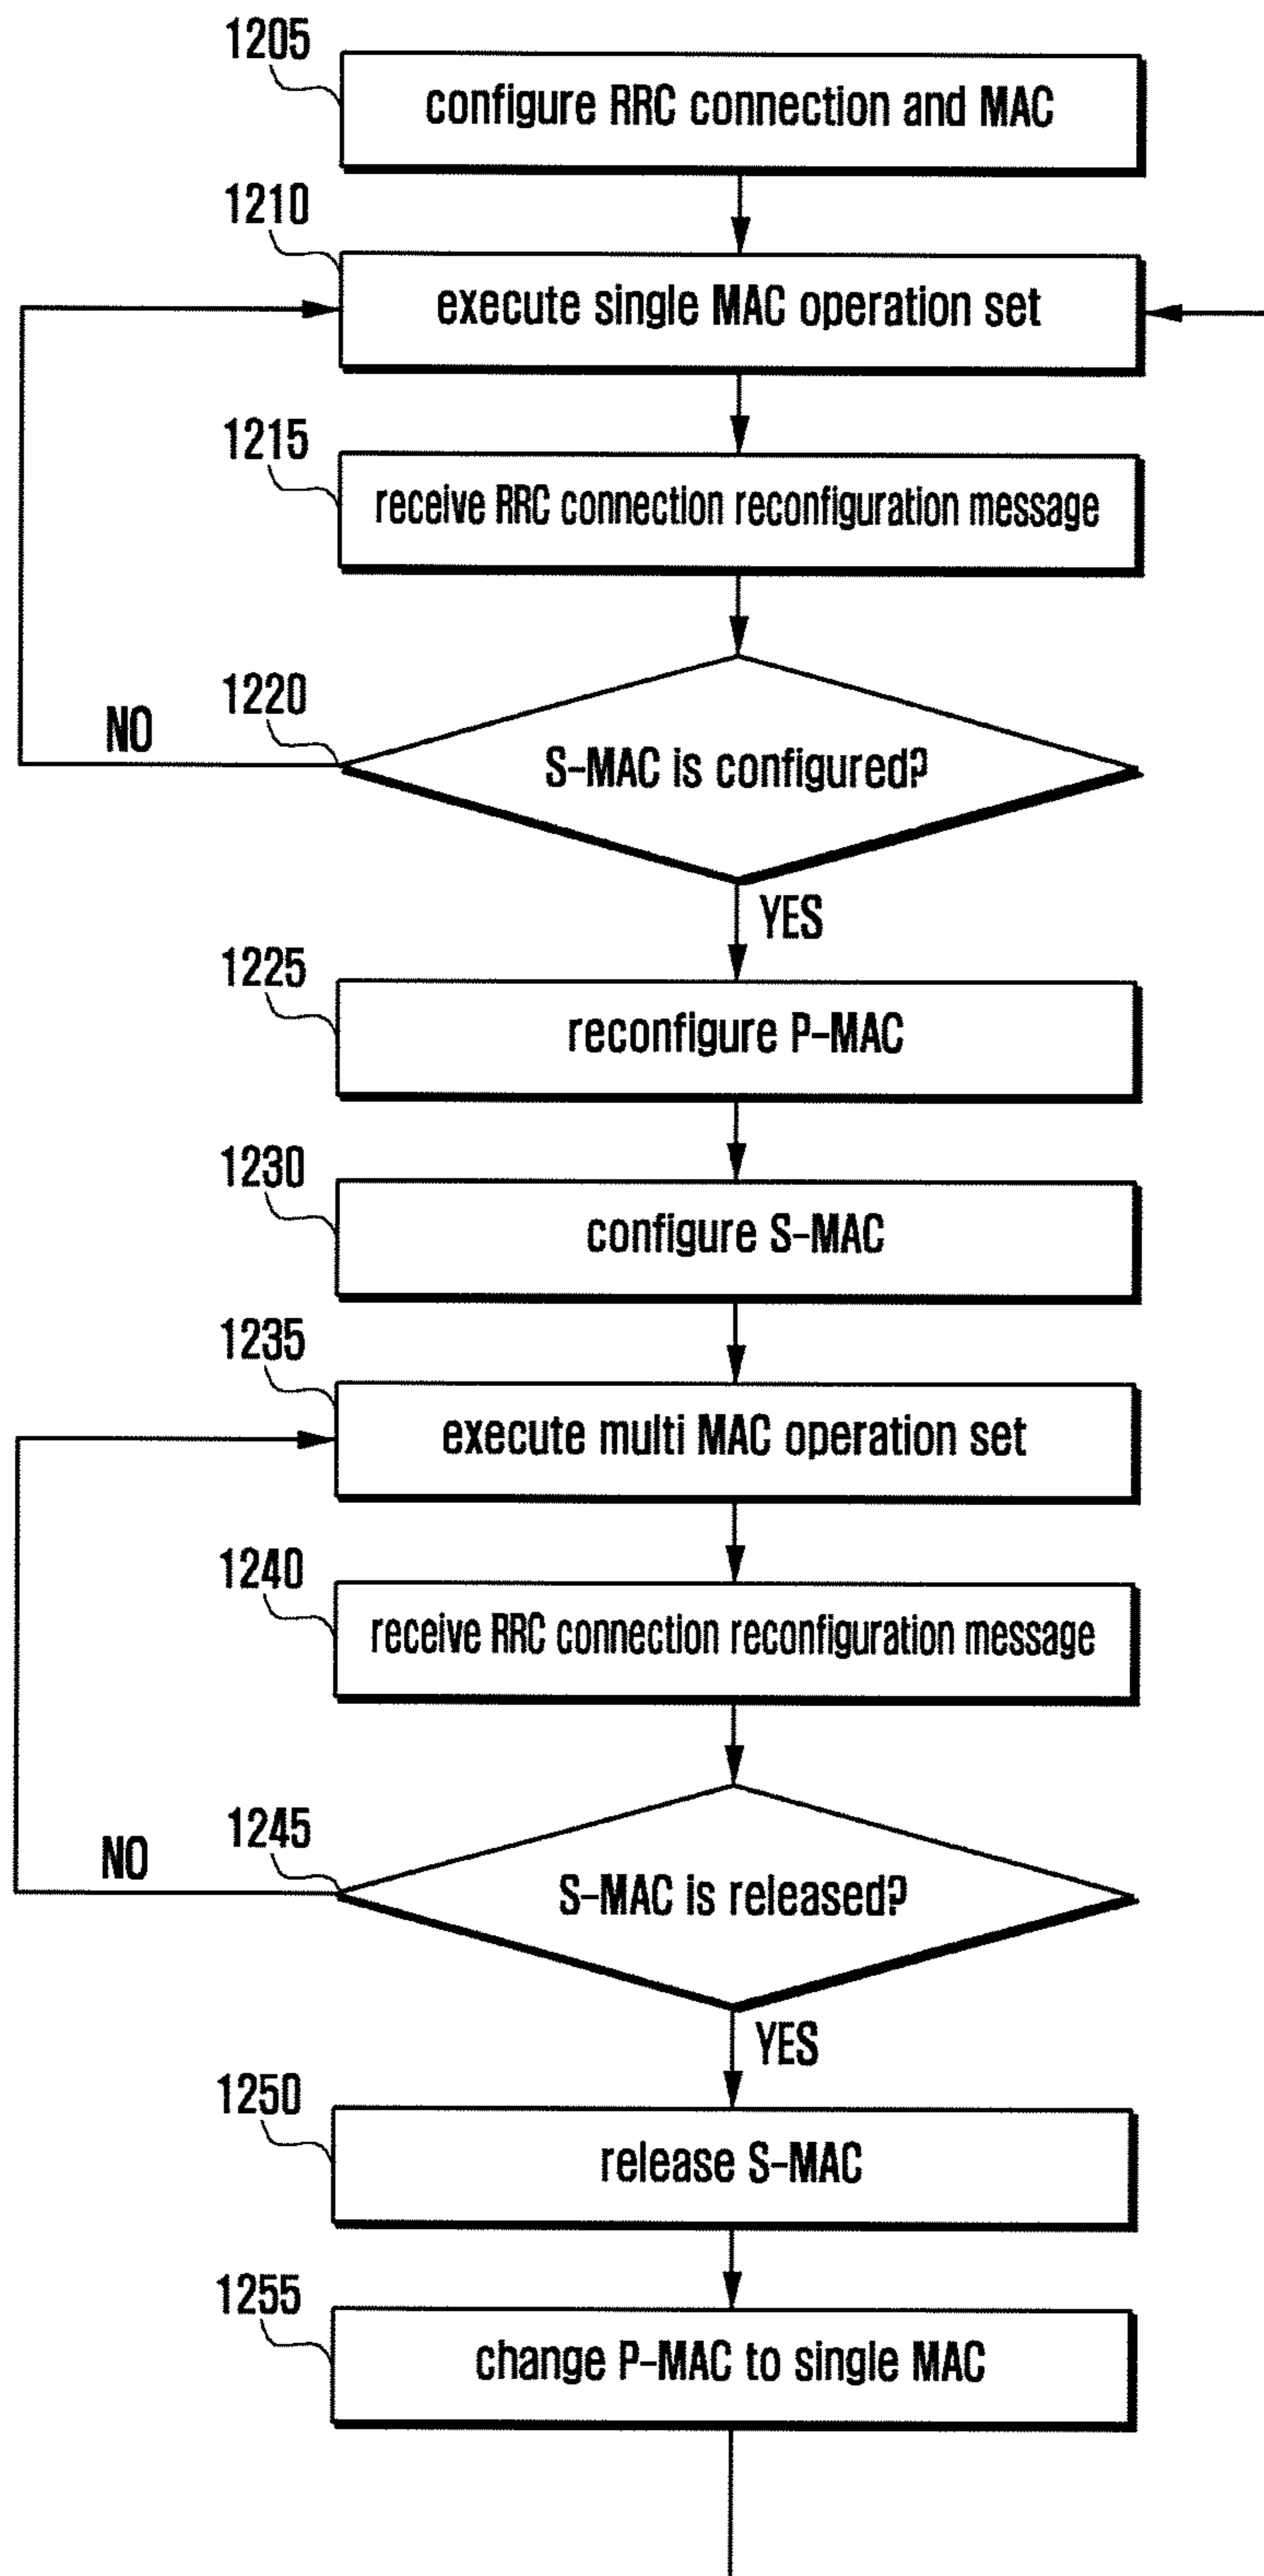 1205
configure RRC connection and MAC
1210
execute single MAC operation set
1215
receive RRC connection reconfiguration message
1220
NO
S-MAC is configured?
YES
1225
reconfigure P-MAC
1230
configure S-MAC
1235
execute multi MAC operation set
1240
receive RRC connection reconfiguration message
1245
NO
S-MAC is released?
YES
1250
release S-MAC
1255
change P-MAC to single MAC